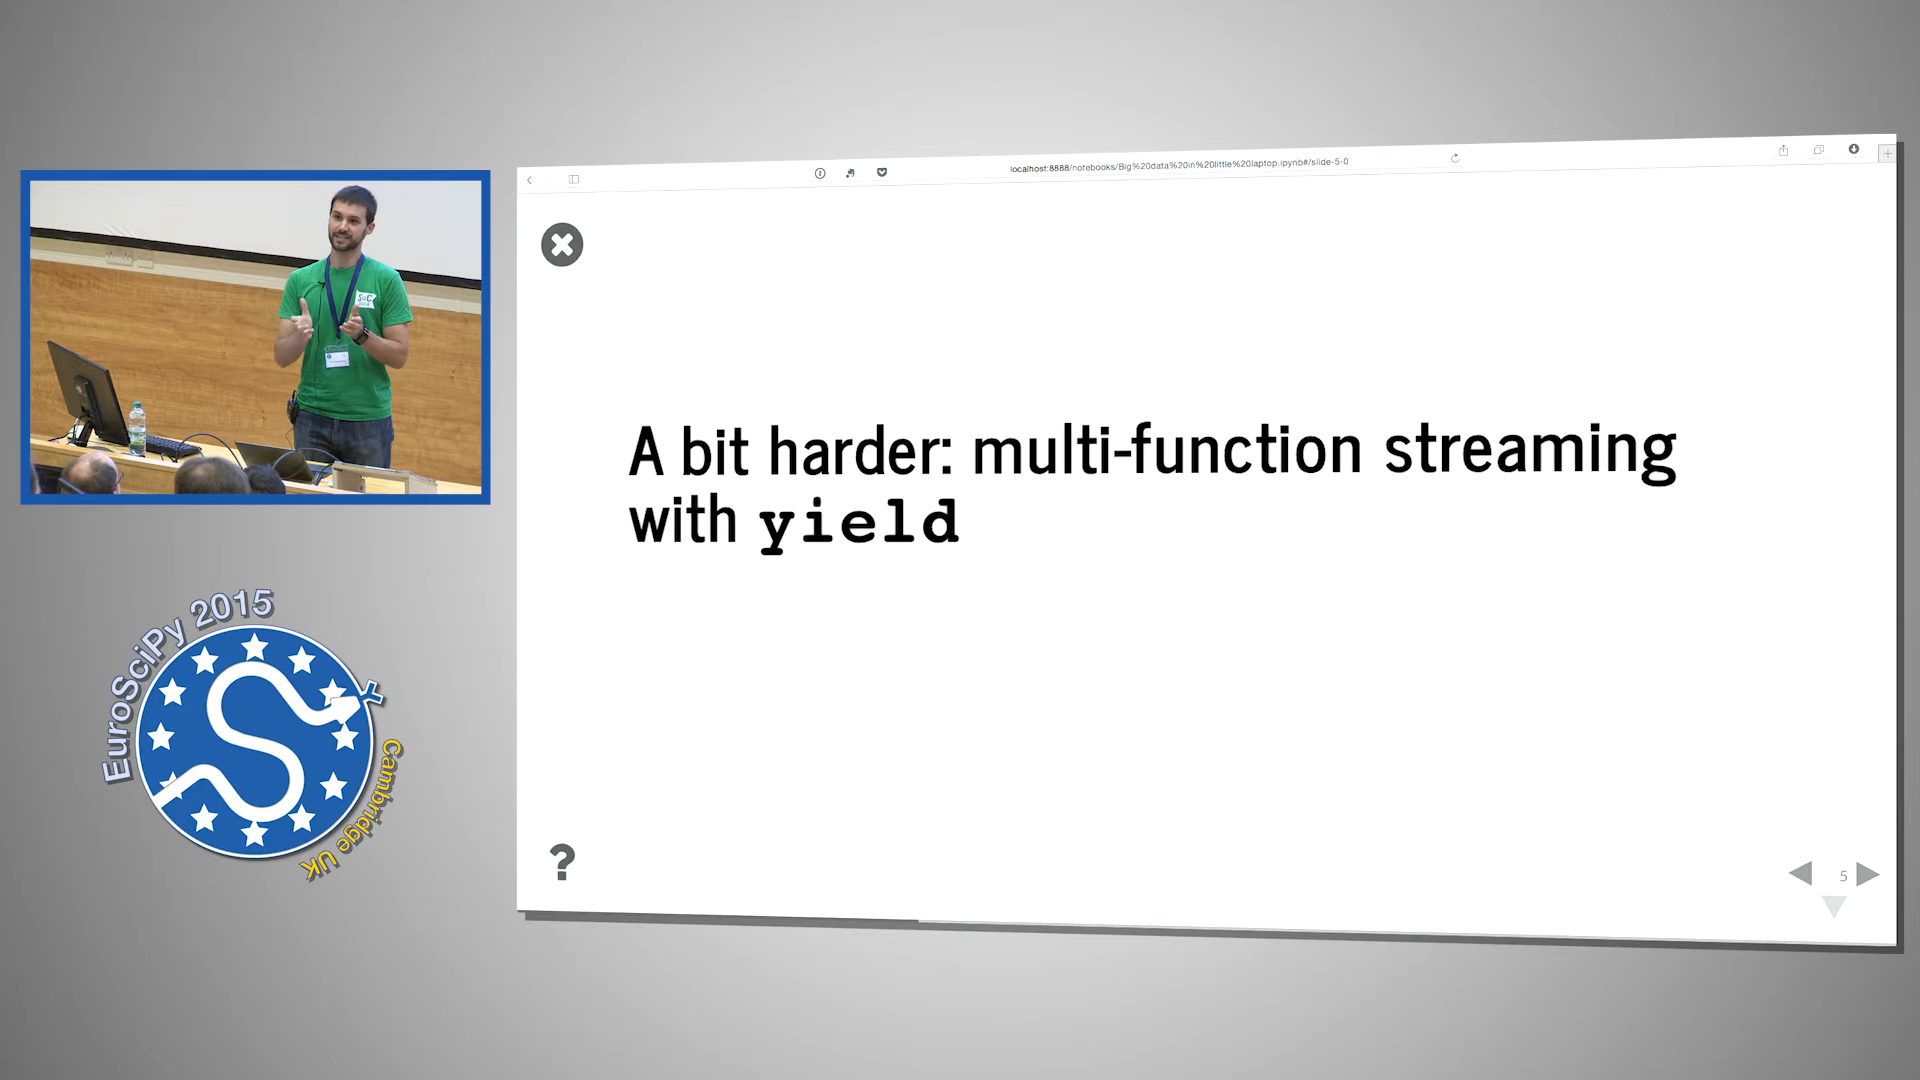 localhost:8888/notebooks/Big%20data%20in%20little%20laptop.ipynb#/slide-5-0
A bit harder: multi-function streaming
with yield
EuroSciPy 2015
Cambridge UK
5